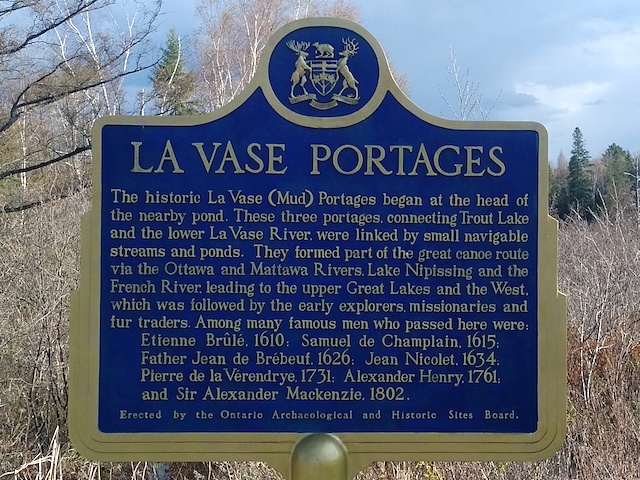 LA VASE PORTAGES
The historic La Vase (Mud) Portages began at the head of
the nearby pond. These three portages, connecting Trout Lake
and the lower La Vase River, were linked by small navigable
streams and ponds. They formed part of the great canoe route
via the Ottawa and Mattawa Rivers, Lake Nipissing and the
French River, leading to the upper Great Lakes and the West,
which was followed by the early explorers, missionaries and
fur traders. Among many famous men who passed here were:
Etienne Brûlé, 1610; Samuel de Champlain, 1615;
Father Jean de Brébeuf, 1626; Jean Nicolet, 1634;
Pierre de la Vérendrye, 1731; Alexander Henry, 1761;
and Sir Alexander Mackenzie, 1802.
Erected by the Ontario Archaeological and Historic Sites Board.